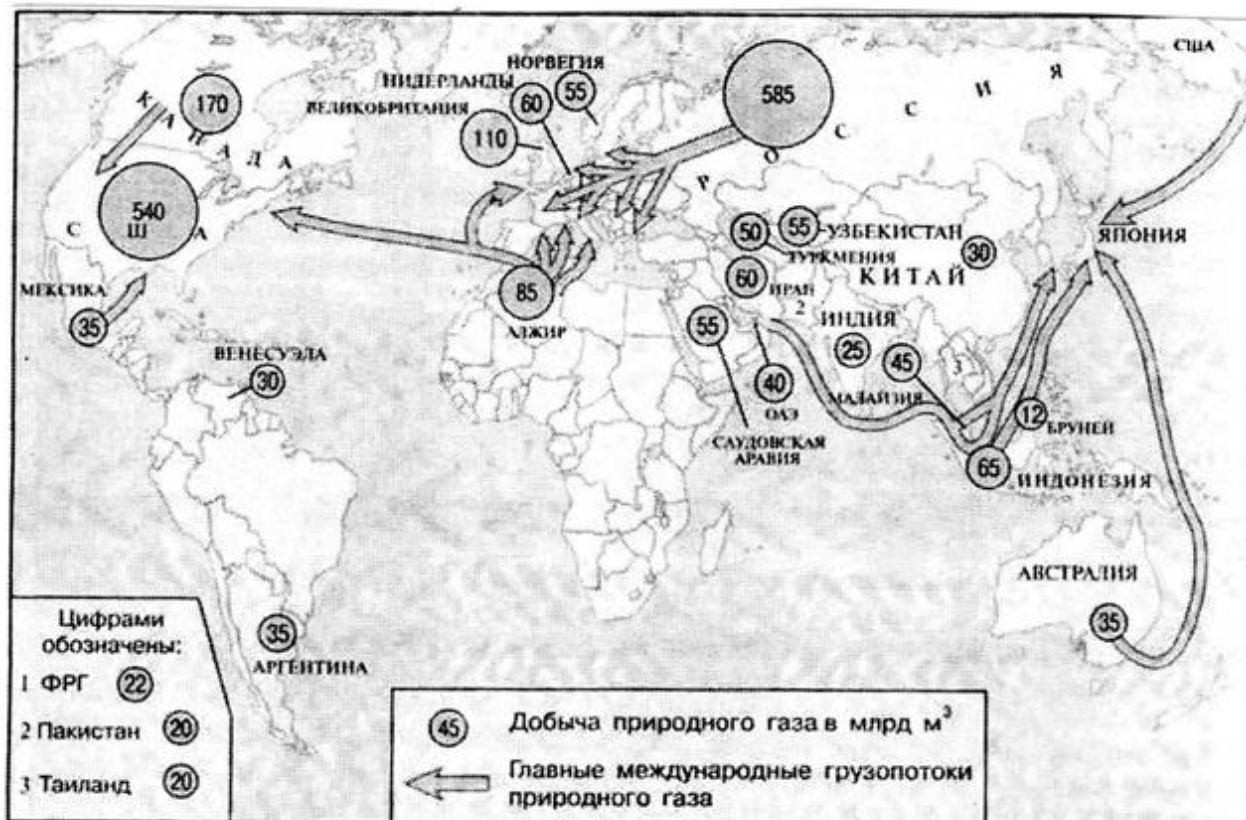 США
НОРВЕГИЯ
НИДЕРЛАНДЫ
ВЕЛИКОБРИТАНИЯ
170
60
55
585
110
К А Н А Д А
Р О С С И Я
540
С Ш А
50
55
УЗБЕКИСТАН
ТУРКМЕНИЯ
30
ЯПОНИЯ
КИТАЙ
60
ИРАН
2
МЕКСИКА
85
АЛЖИР
35
55
ИНДИЯ
25
45
3
ВЕНЕСУЭЛА
30
40
ОАЭ
МАЛАЙЗИЯ
12
БРУНЕЙ
САУДОВСКАЯ
АРАВИЯ
65
ИНДОНЕЗИЯ
АВСТРАЛИЯ
35
35
АРГЕНТИНА
Цифрами
обозначены:
1 ФРГ 22
2 Пакистан 20
3 Таиланд 20
45 Добыча природного газа в млрд м³
Главные международные грузопотоки
природного газа